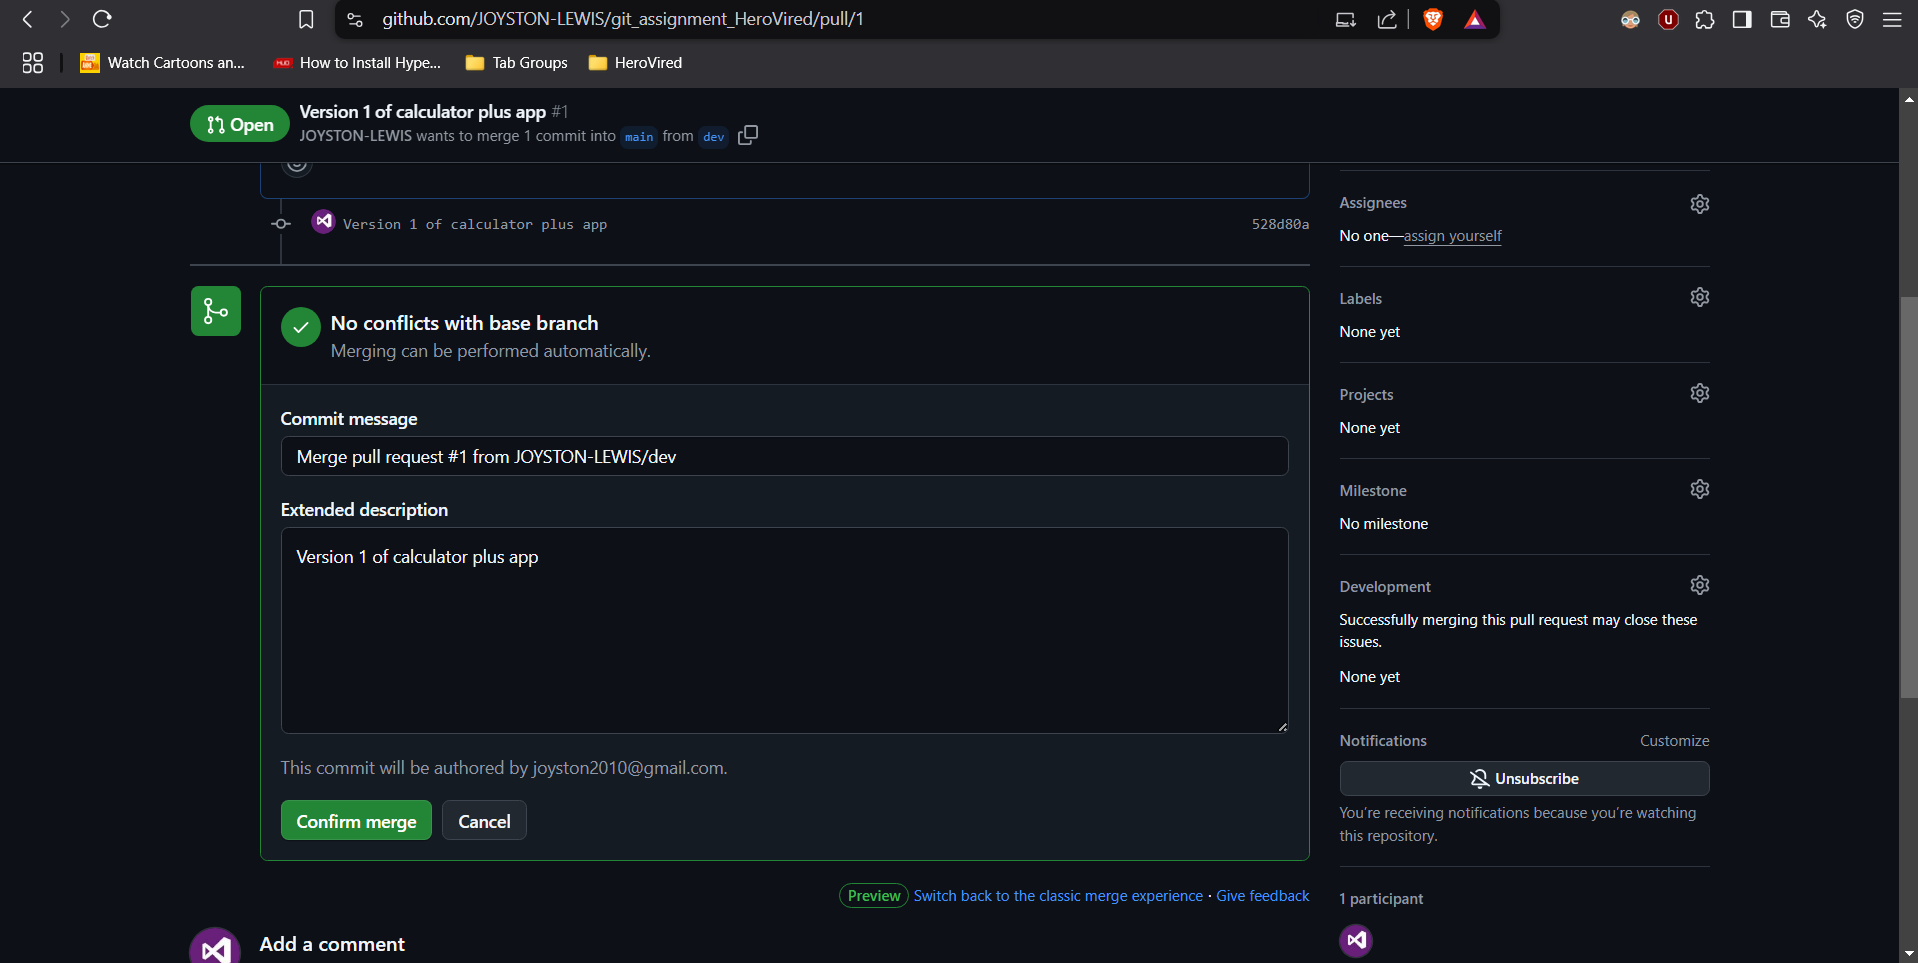 github.com/JOYSTON-LEWIS/git_assignment_HeroVired/pull/1
Watch Cartoons an...
How to Install Hype...
Tab Groups
HeroVired
Open
Version 1 of calculator plus app #1
JOYSTON-LEWIS wants to merge 1 commit into main from dev
Version 1 of calculator plus app
528d80a
No conflicts with base branch
Merging can be performed automatically.
Commit message
Merge pull request #1 from JOYSTON-LEWIS/dev
Extended description
Version 1 of calculator plus app
This commit will be authored by joyston2010@gmail.com.
Confirm merge
Cancel
Preview Switch back to the classic merge experience · Give feedback
Add a comment
Assignees
No one—assign yourself
Labels
None yet
Projects
None yet
Milestone
No milestone
Development
Successfully merging this pull request may close these
issues.
None yet
Notifications
Customize
Unsubscribe
You're receiving notifications because you're watching
this repository.
1 participant